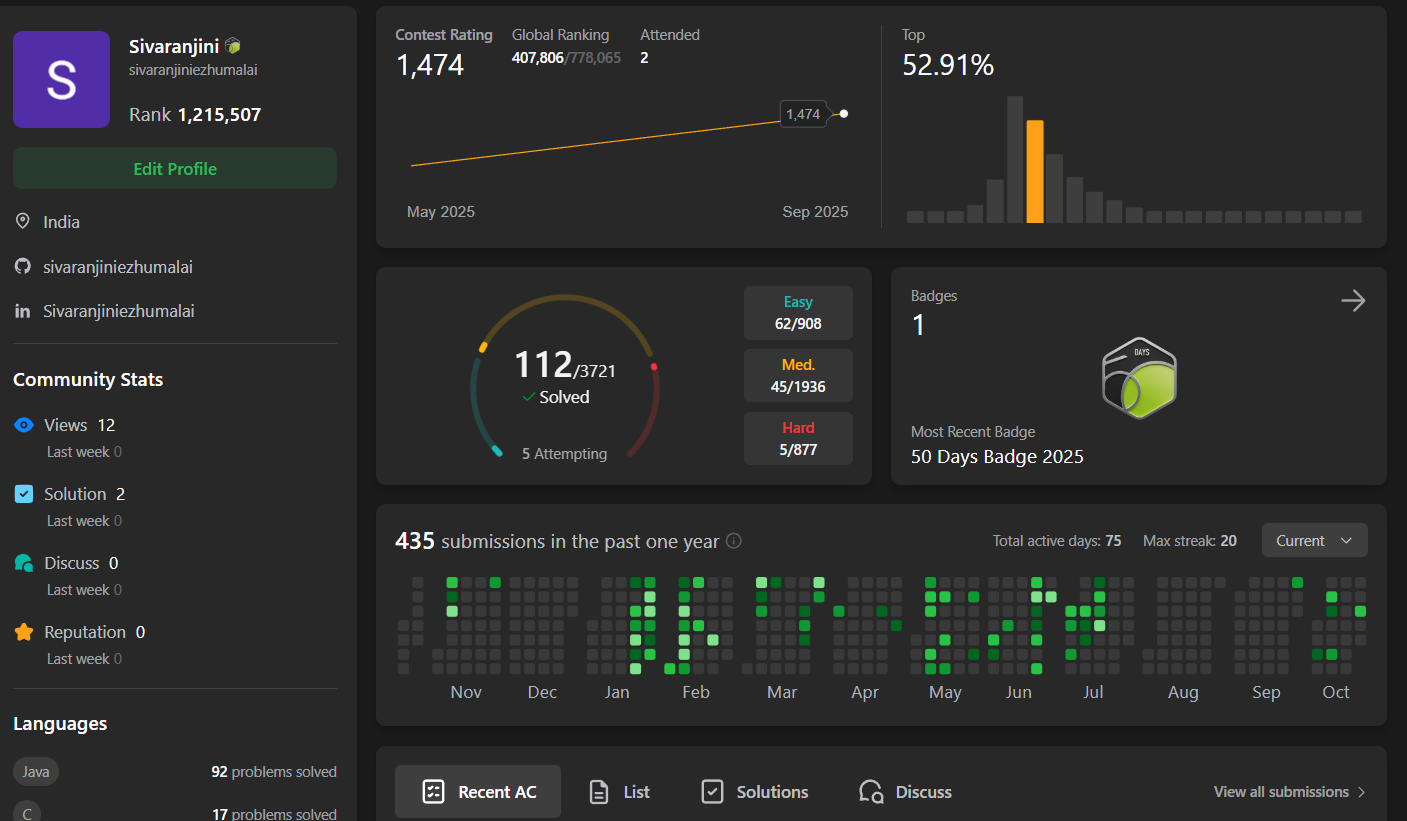 S
Sivaranjini
sivaranjiniezhumalai
Rank 1,215,507
Edit Profile
India
sivaranjiniezhumalai
in Sivaranjiniezhumalai
Community Stats
Views 12
Last week 0
Solution 2
Last week 0
Discuss 0
Last week 0
Reputation 0
Last week 0
Languages
Java 92 problems solved
C 17 problems solved
Contest Rating Global Ranking Attended
1,474 407,806/778,065 2
1,474
May 2025 Sep 2025
Top
52.91%
112/3721
Solved
5 Attempting
Easy
62/908
Med.
45/1936
Hard
5/877
Badges
1
DAYS
Most Recent Badge
50 Days Badge 2025
435 submissions in the past one year Total active days: 75 Max streak: 20 Current
Nov Dec Jan Feb Mar Apr May Jun Jul Aug Sep Oct
Recent AC List Solutions Discuss View all submissions